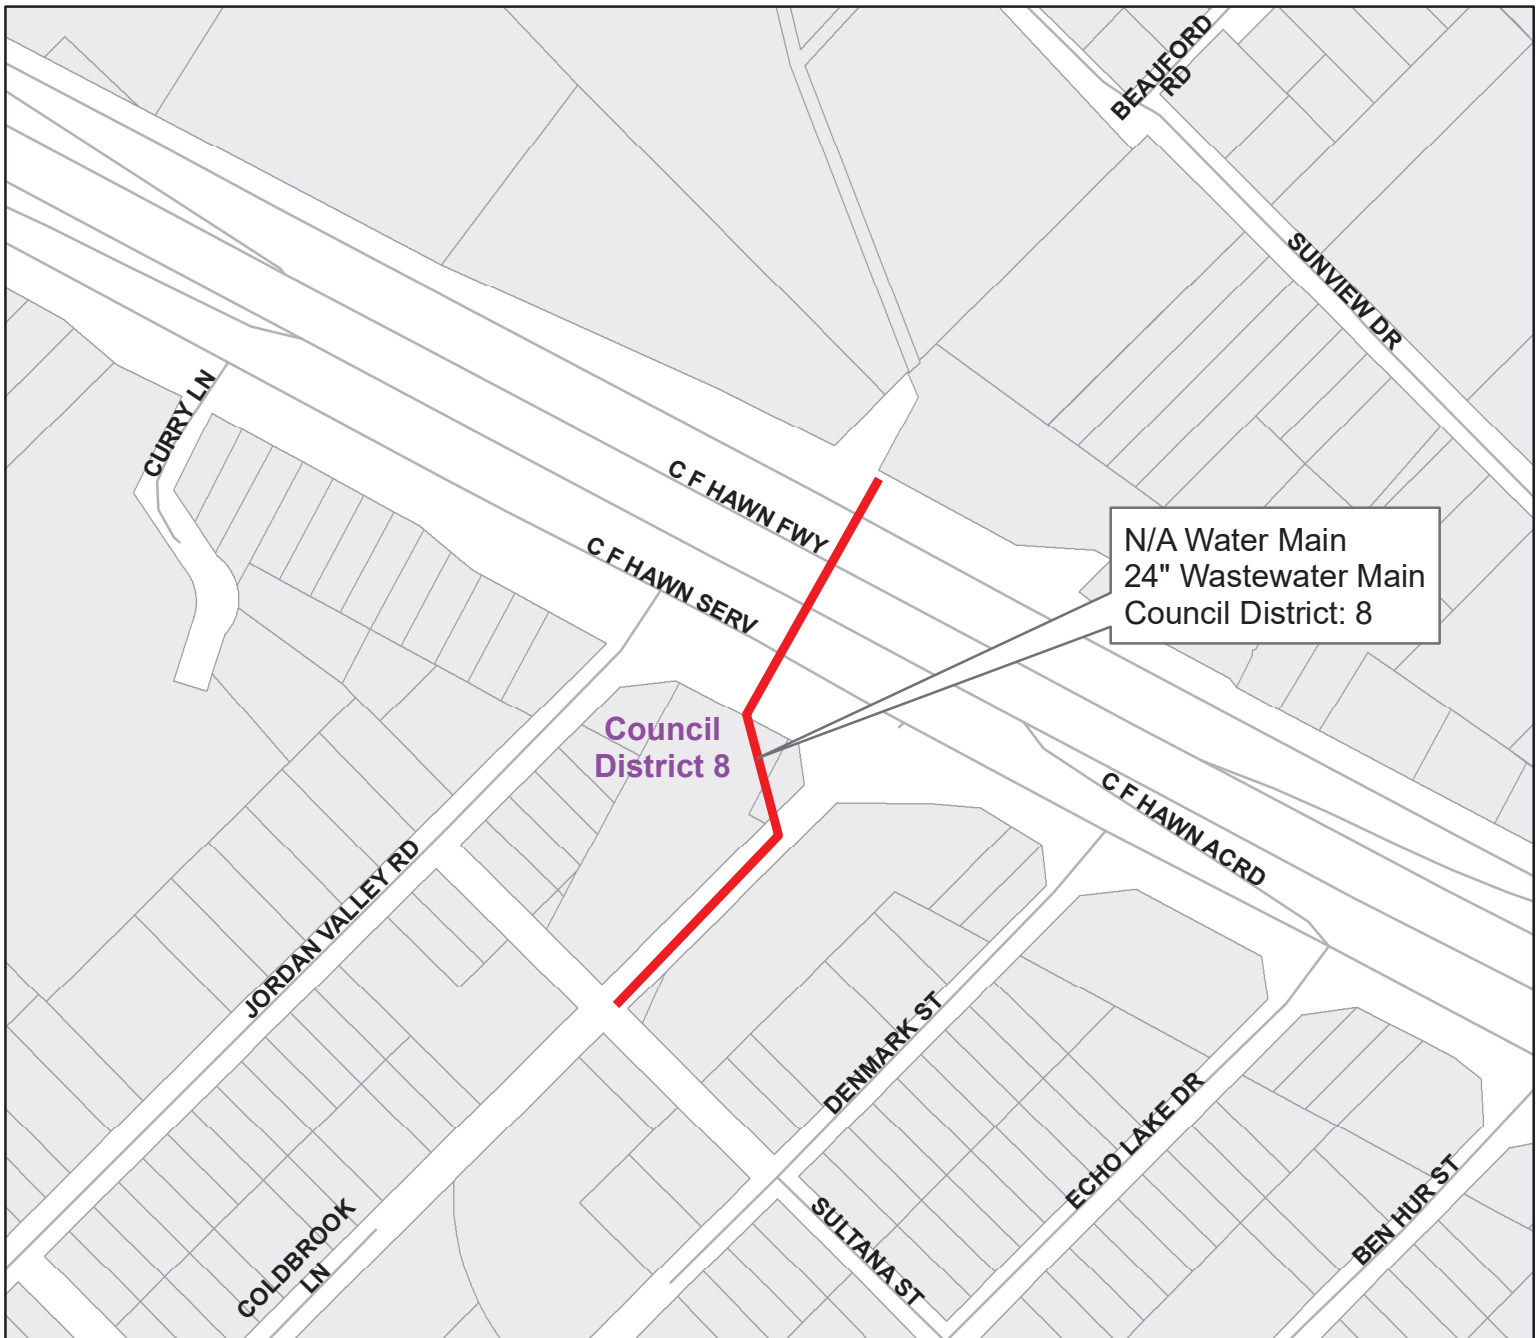 BEAUFORD
RD
SUNVIEW DR
CURRY LN
C F HAWN FWY
C F HAWN SERV
N/A Water Main
24" Wastewater Main
Council District: 8
Council
District 8
C F HAWN ACRD
JORDAN VALLEY RD
DENMARK ST
ECHO LAKE DR
BEN HUR ST
SULTANA ST
COLDBROOK
LN